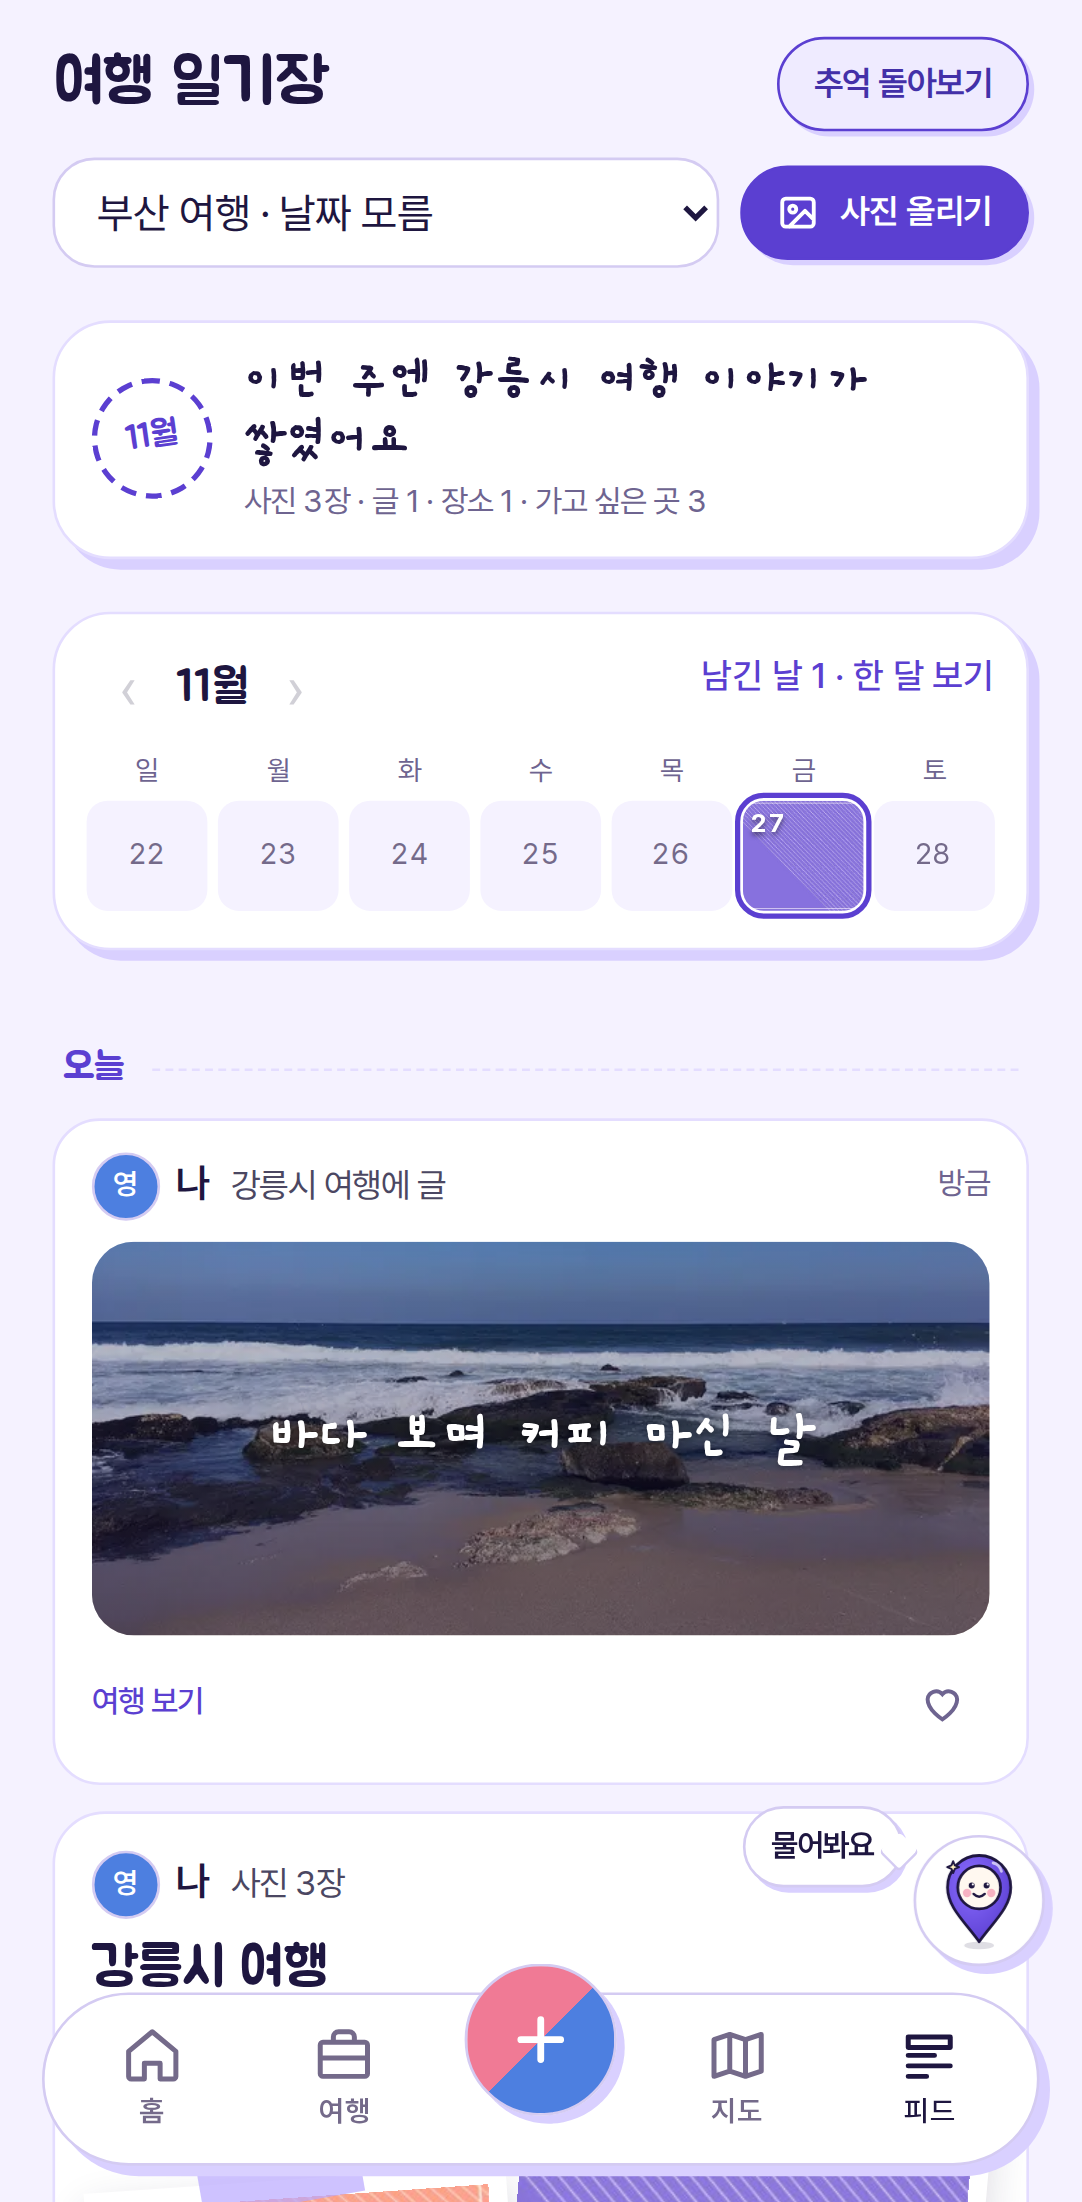 여행 일기장
추억 돌아보기
부산 여행 · 날짜 모름
사진 올리기
11월
이번 주엔 강릉시 여행 이야기가
쌓였어요
사진 3장 · 글 1 · 장소 1 · 가고 싶은 곳 3
‹ 11월 ›
남긴 날 1 · 한 달 보기
일 월 화 수 목 금 토
22 23 24 25 26 27 28
오늘
영 나 강릉시 여행에 글
방금
바다 보며 커피 마신 날
여행 보기
물어봐요
영 나 사진 3장
강릉시 여행
홈 여행 지도 피드